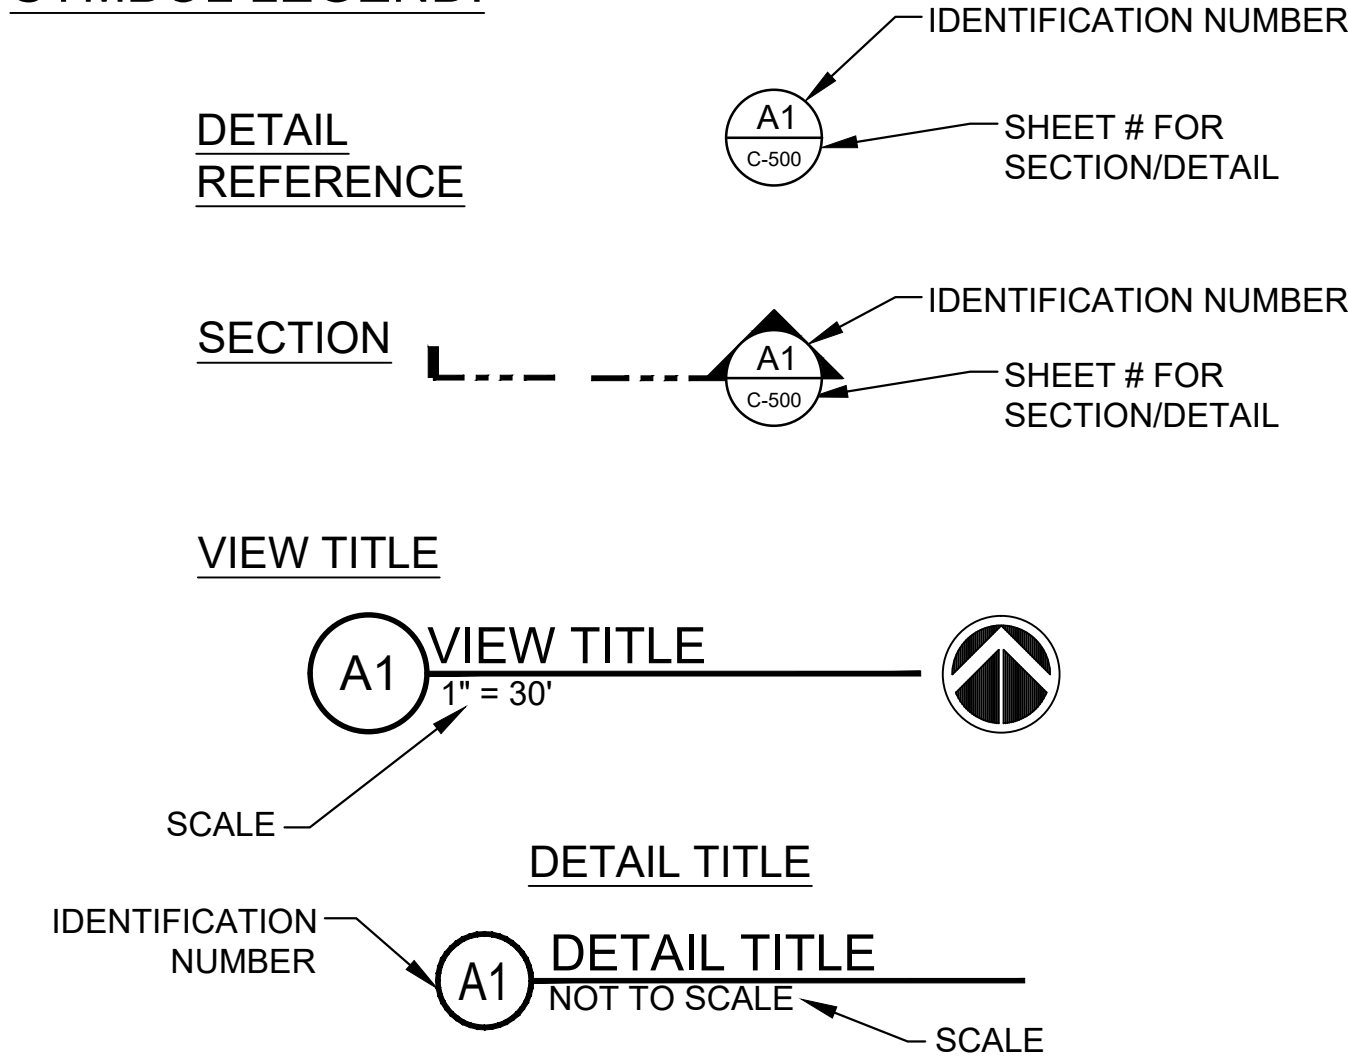 SYMBOL LEGEND:
IDENTIFICATION NUMBER
DETAIL
REFERENCE
A1
C-500
SHEET # FOR
SECTION/DETAIL
IDENTIFICATION NUMBER
SECTION
A1
C-500
SHEET # FOR
SECTION/DETAIL
VIEW TITLE
A1
VIEW TITLE
1" = 30'
SCALE
DETAIL TITLE
IDENTIFICATION
NUMBER
A1
DETAIL TITLE
NOT TO SCALE
SCALE